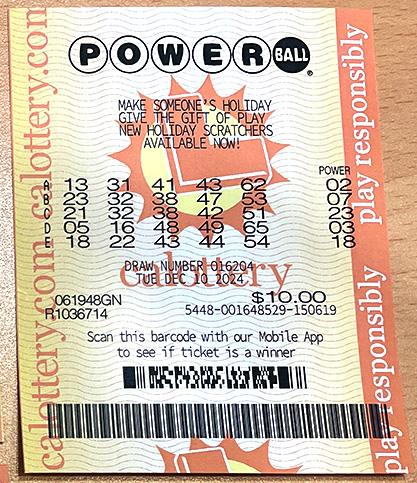 POWERBALL®
MAKE SOMEONE'S HOLIDAY
GIVE THE GIFT OF PLAY
NEW HOLIDAY SCRATCHERS
AVAILABLE NOW!
POWER
A 13 31 41 43 62 02
B 23 32 38 47 53 07
C 21 32 38 42 51 23
D 05 16 48 49 65 03
E 18 22 43 44 54 18
DRAW NUMBER 016204
TUE DEC 10 2024
calottery
061948GN $10.00
R1036714 5448-001648529-150619
Scan this barcode with our Mobile App
to see if ticket is a winner
calottery.com calottery.com
play responsibly
play responsibly